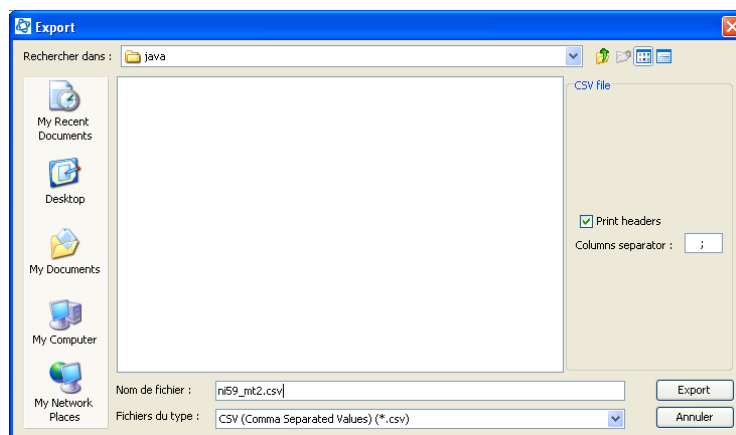 Export
Rechercher dans :
java
CSV file
My Recent
Documents
Desktop
My Documents
My Computer
My Network
Places
Print headers
Columns separator :
;
Nom de fichier :
ni59_mt2.csv
Export
Fichiers du type :
CSV (Comma Separated Values) (*.csv)
Annuler